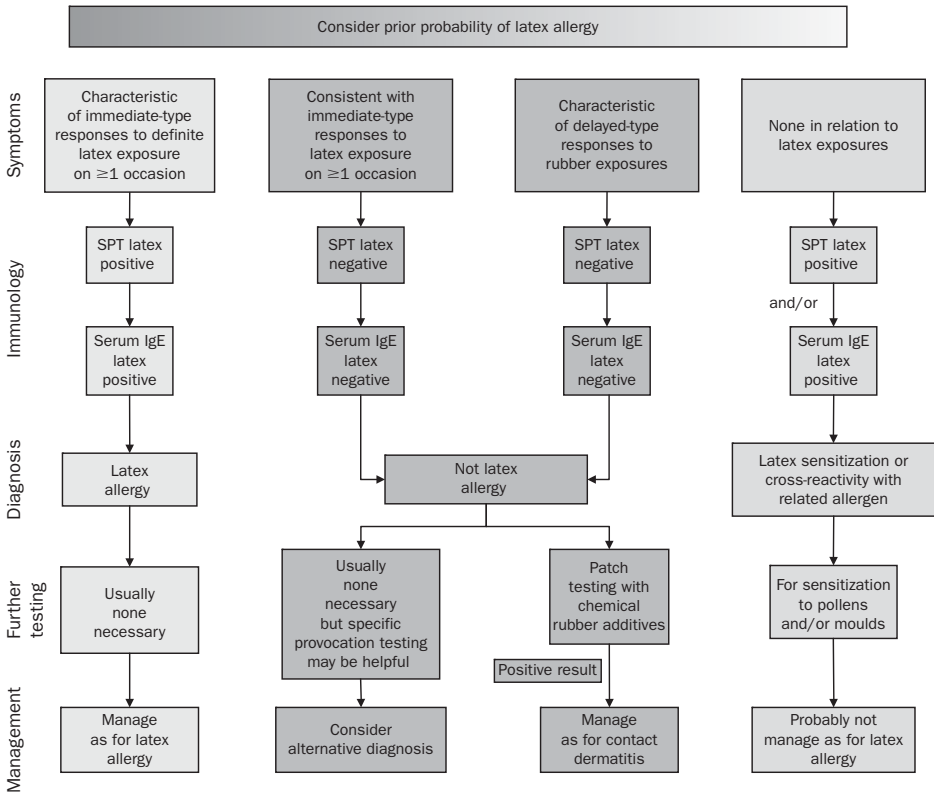 Consider prior probability of latex allergy
Symptoms
Characteristic
of immediate-type
responses to definite
latex exposure
on ≥1 occasion
Consistent with
immediate-type
responses to
latex exposure
on ≥1 occasion
Characteristic
of delayed-type
responses to
rubber exposures
None in relation to
latex exposures
Immunology
SPT latex
positive
SPT latex
negative
SPT latex
negative
SPT latex
positive
and/or
Serum IgE
latex
positive
Serum IgE
latex
negative
Serum IgE
latex
negative
Serum IgE
latex
positive
Diagnosis
Latex
allergy
Not latex
allergy
Latex sensitization or
cross-reactivity with
related allergen
Further
testing
Usually
none
necessary
Usually
none
necessary
but specific
provocation testing
may be helpful
Patch
testing with
chemical
rubber additives
For sensitization
to pollens
and/or moulds
Positive result
Management
Manage
as for latex
allergy
Consider
alternative diagnosis
Manage
as for contact
dermatitis
Probably not
manage as for latex
allergy